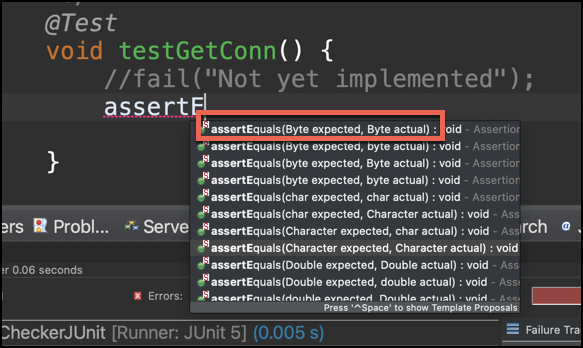 @Test
void testGetConn() {
//fail("Not yet implemented");
assertE
}
assertEquals(Byte expected, Byte actual) : void - Assertion
assertEquals(Byte expected, byte actual) : void - Assertion
assertEquals(byte expected, Byte actual) : void - Assertion
assertEquals(byte expected, byte actual) : void - Assertion
assertEquals(char expected, char actual) : void - Assertio
assertEquals(char expected, Character actual) : void - Ass
assertEquals(Character expected, char actual) : void - Ass
assertEquals(Character expected, Character actual) : void
assertEquals(Double expected, Double actual) : void - Ass
assertEquals(Double expected, double actual) : void - Ass
assertEquals(double expected, Double actual) : void - Ass
Press '^Space' to show Template Proposals
ers Probl... Serve arch @ J
er 0.06 seconds
Errors:
CheckerJUnit [Runner: JUnit 5] (0.005 s)
Failure Trac